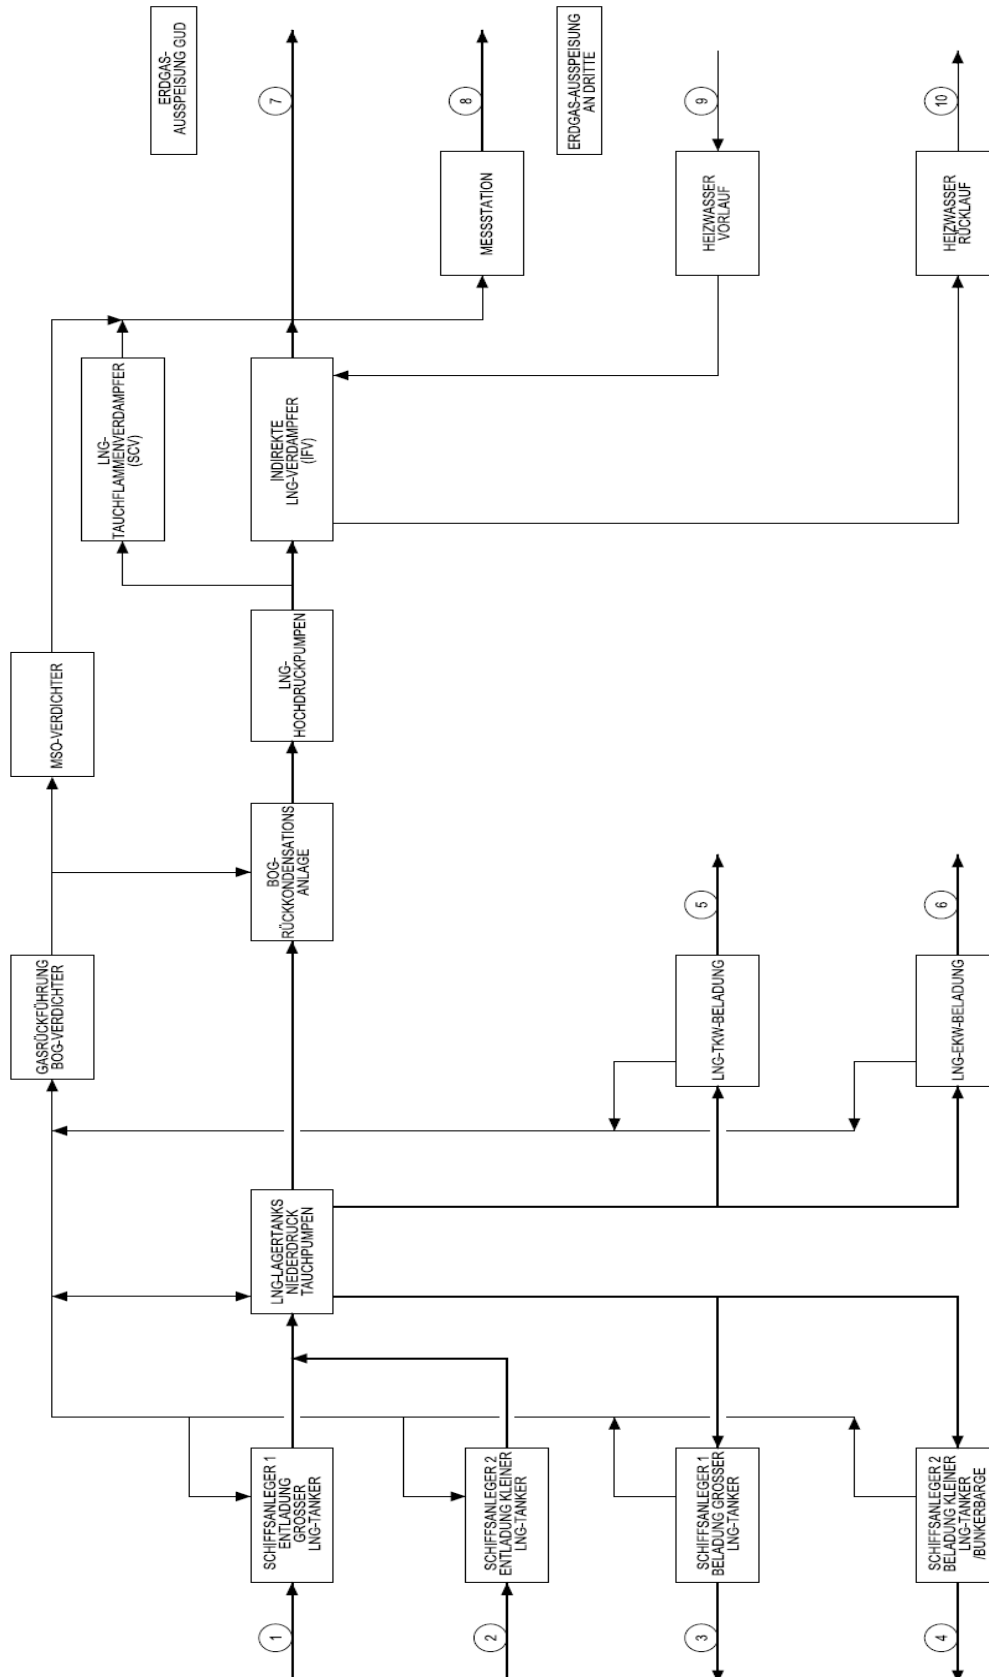 GASRÜCKFÜHRUNG
BOG-VERDICHTER
MSO-VERDICHTER
LNG-
TAUCHFLAMMENVERDAMPFER
(SCV)
ERDGAS-
AUSSPEISUNG GUD
1
SCHIFFSANLEGER 1
ENTLADUNG
GROSSER
LNG-TANKER
LNG-LAGERTANKS
NIEDERDRUCK
TAUCHPUMPEN
BOG-
RÜCKKONDENSATIONS
ANLAGE
LNG-
HOCHDRUCKPUMPEN
INDIREKTE
LNG-VERDAMPFER
(IFV)
7
2
SCHIFFSANLEGER 2
ENTLADUNG KLEINER
LNG-TANKER
MESSSTATION
8
ERDGAS-AUSSPEISUNG
AN DRITTE
3
SCHIFFSANLEGER 1
BELADUNG GROSSER
LNG-TANKER
LNG-TKW-BELADUNG
5
HEIZWASSER
VORLAUF
9
4
SCHIFFSANLEGER 2
BELADUNG KLEINER
LNG-TANKER
/BUNKERBARGE
LNG-EKW-BELADUNG
6
HEIZWASSER
RÜCKLAUF
10